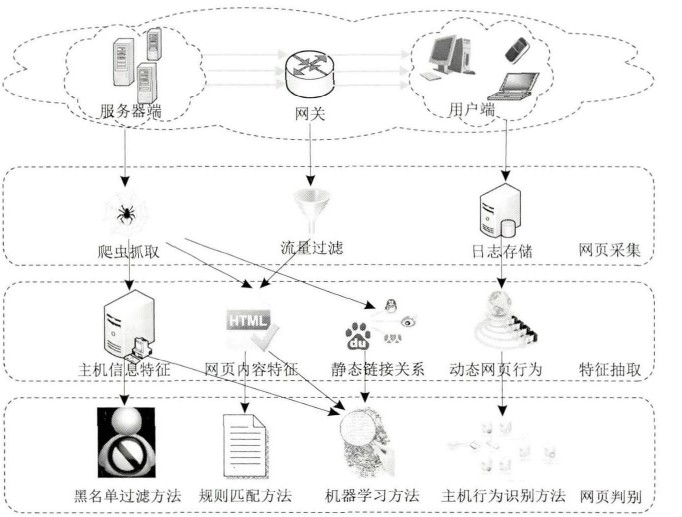 服务器端
网关
用户端
爬虫抓取
流量过滤
日志存储
网页采集
HTML
du
主机信息特征
网页内容特征
静态链接关系
动态网页行为
特征抽取
黑名单过滤方法
规则匹配方法
机器学习方法
主机行为识别方法
网页判别